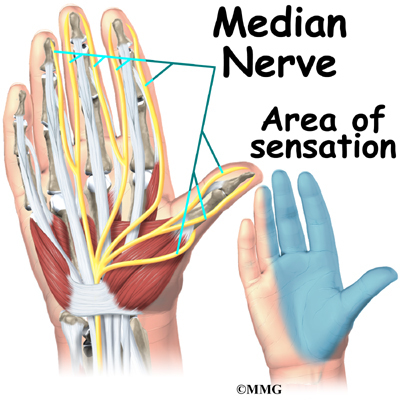 Median
Nerve
Area of
sensation
©MMG